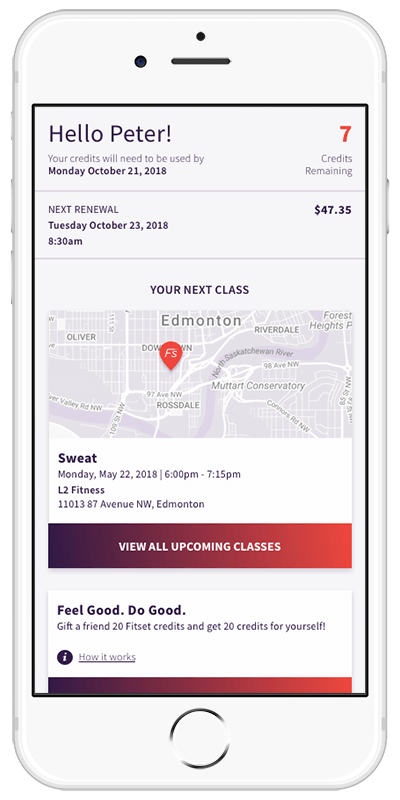 Hello Peter!
7
Your credits will need to be used by
Monday October 21, 2018
Credits
Remaining
NEXT RENEWAL
$47.35
Tuesday October 23, 2018
8:30am
YOUR NEXT CLASS
Edmonton
Forest
Heights P
OLIVER
RIVERDALE
DOW
FS
North Saskatchewan River
98 Ave NW
Muttart Conservatory
ROSSDALE
River Valley Rd NW
109 St NW
Connors Rd NW
Sweat
Monday, May 22, 2018 | 6:00pm - 7:15pm
L2 Fitness
11013 87 Avenue NW, Edmonton
VIEW ALL UPCOMING CLASSES
Feel Good. Do Good.
Gift a friend 20 Fitset credits and get 20 credits for yourself!
i
How it works